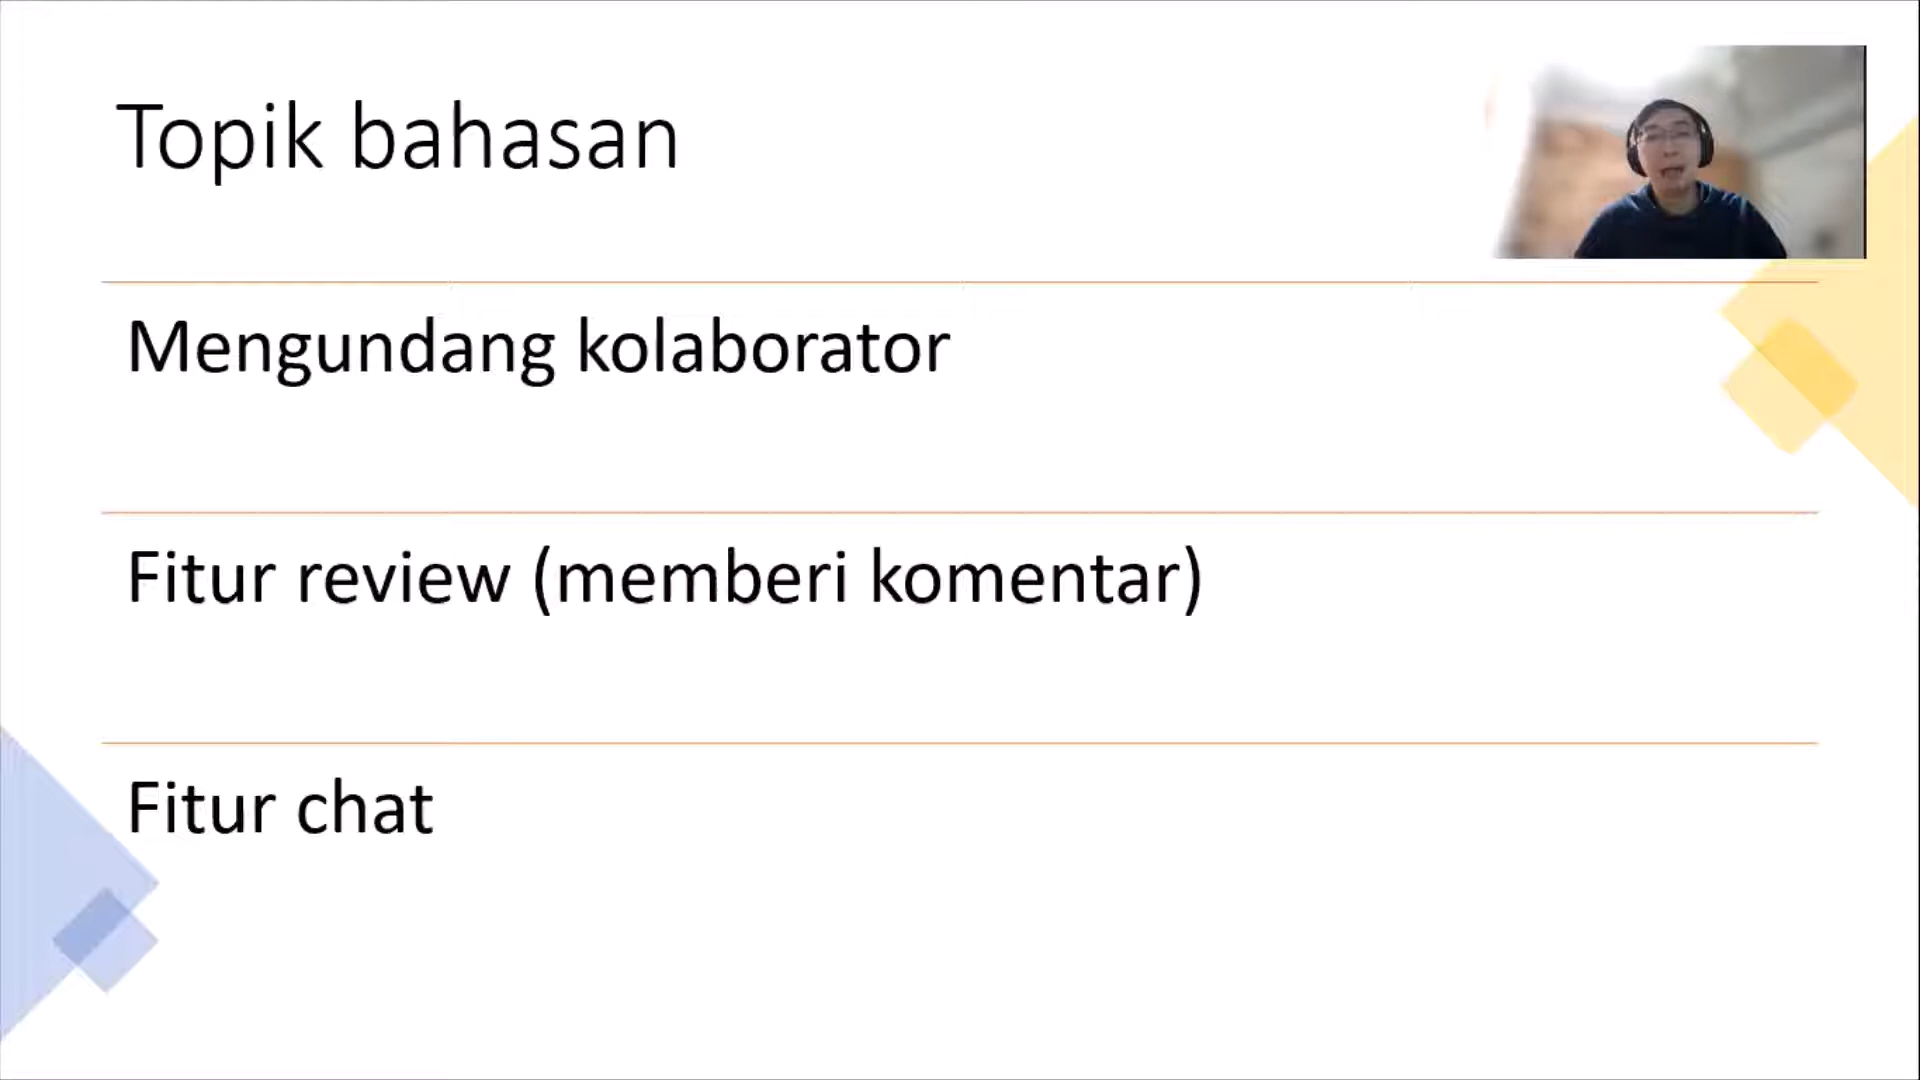 Topik bahasan
Mengundang kolaborator
Fitur review (memberi komentar)
Fitur chat